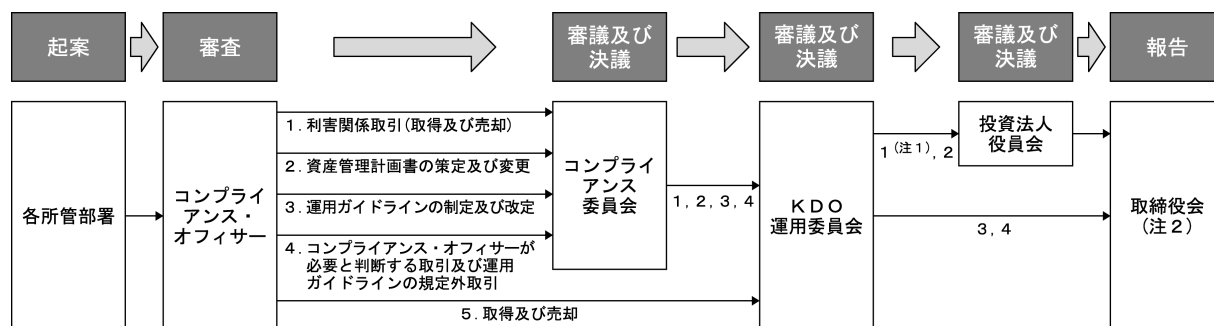 起案
審査
審議及び
決議
審議及び
決議
審議及び
決議
報告
各所管部署
コンプライ
アンス・
オフィサー
1．利害関係取引(取得及び売却)
2．資産管理計画書の策定及び変更
3．運用ガイドラインの制定及び改定
4．コンプライアンス・オフィサーが
必要と判断する取引及び運用
ガイドラインの規定外取引
5．取得及び売却
コンプライ
アンス
委員会
1, 2, 3, 4
KDO
運用委員会
1(注1), 2
3, 4
投資法人
役員会
取締役会
(注2)